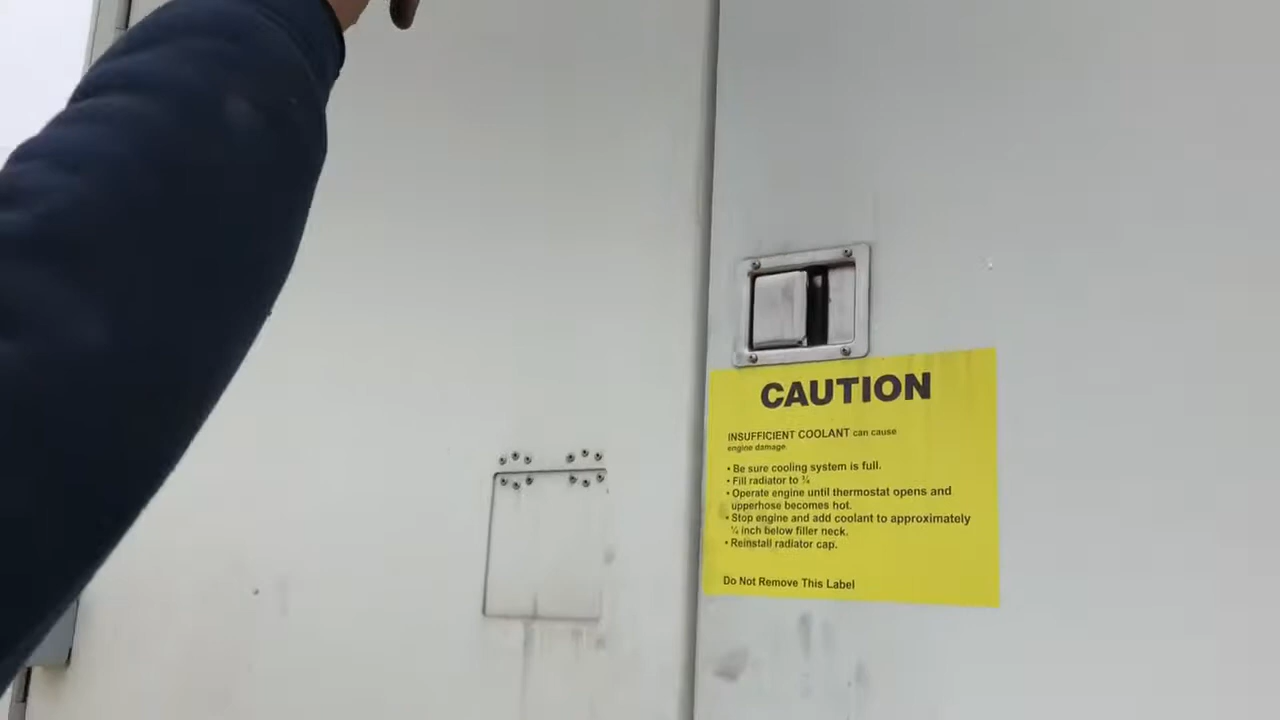 CAUTION
INSUFFICIENT COOLANT can cause
engine damage.
• Be sure cooling system is full.
• Fill radiator to ¾
• Operate engine until thermostat opens and
upperhose becomes hot.
• Stop engine and add coolant to approximately
¼ inch below filler neck.
• Reinstall radiator cap.
Do Not Remove This Label